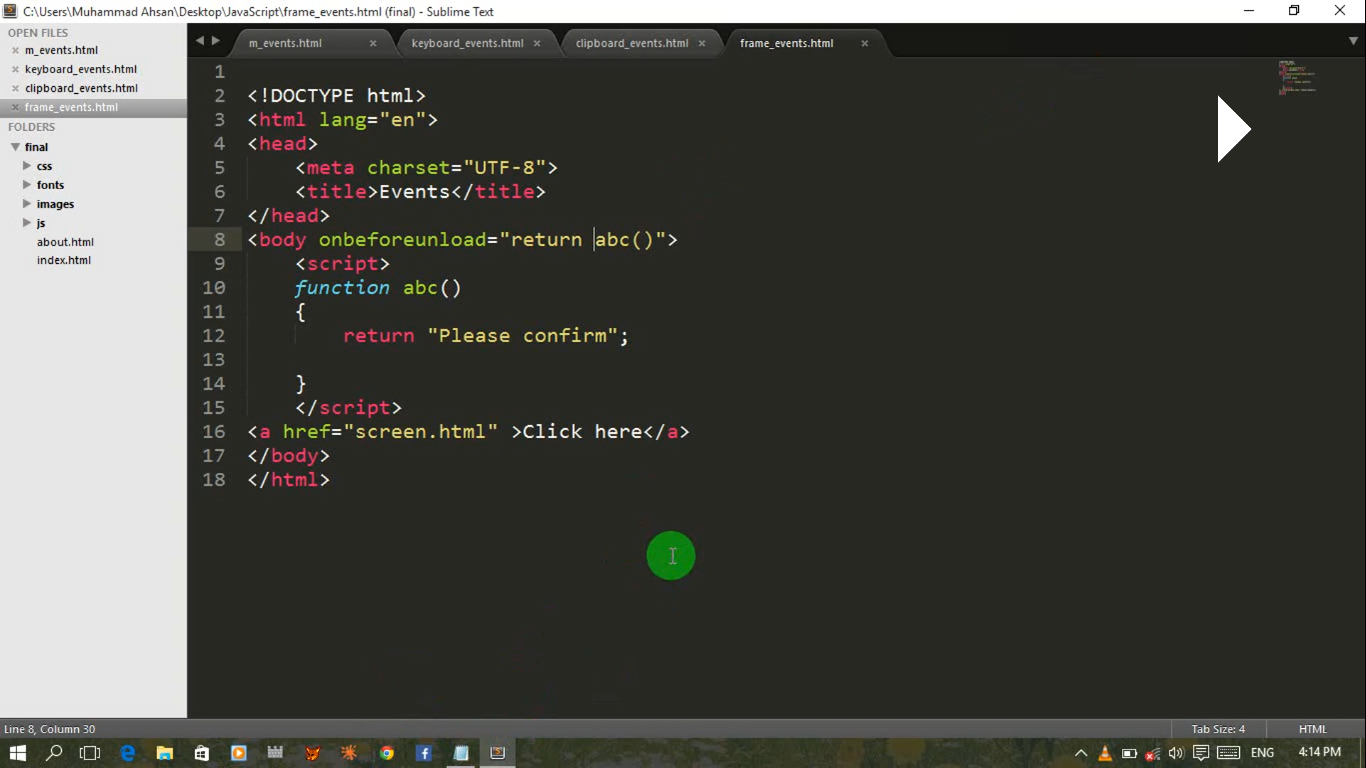 C:\Users\Muhammad Ahsan\Desktop\JavaScript\frame_events.html (final) - Sublime Text
OPEN FILES
m_events.html
keyboard_events.html
clipboard_events.html
frame_events.html
FOLDERS
final
css
fonts
images
js
about.html
index.html
m_events.html
keyboard_events.html
clipboard_events.html
frame_events.html
1
2 <!DOCTYPE html>
3 <html lang="en">
4 <head>
5 <meta charset="UTF-8">
6 <title>Events</title>
7 </head>
8 <body onbeforeunload="return abc()">
9 <script>
10 function abc()
11 {
12 return "Please confirm";
13
14 }
15 </script>
16 <a href="screen.html" >Click here</a>
17 </body>
18 </html>
Line 8, Column 30
Tab Size: 4
HTML
ENG
4:14 PM